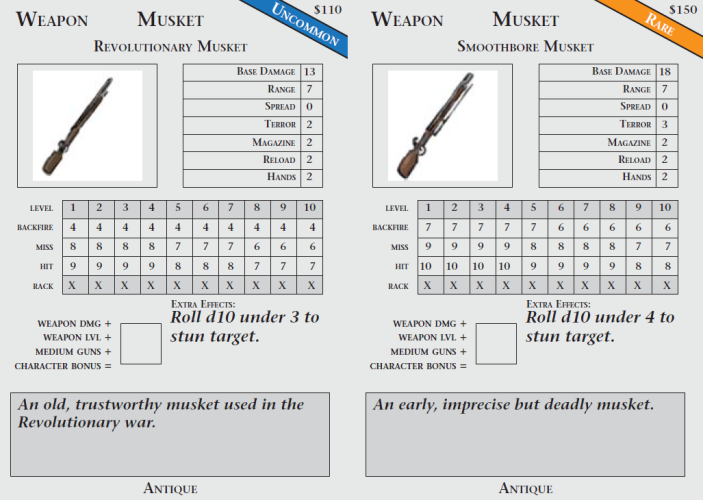 WEAPON MUSKET
UNCOMMON
$110
REVOLUTIONARY MUSKET
BASE DAMAGE 13
RANGE 7
SPREAD 0
TERROR 2
MAGAZINE 2
RELOAD 2
HANDS 2
LEVEL 1 2 3 4 5 6 7 8 9 10
BACKFIRE 4 4 4 4 4 4 4 4 4 4
MISS 8 8 8 8 7 7 7 6 6 6
HIT 9 9 9 9 8 8 8 7 7 7
RACK X X X X X X X X X X
EXTRA EFFECTS:
Roll d10 under 3 to
stun target.
WEAPON DMG +
WEAPON LVL +
MEDIUM GUNS +
CHARACTER BONUS =
An old, trustworthy musket used in the
Revolutionary war.
ANTIQUE
WEAPON MUSKET
RARE
$150
SMOOTHBORE MUSKET
BASE DAMAGE 18
RANGE 7
SPREAD 0
TERROR 3
MAGAZINE 2
RELOAD 2
HANDS 2
LEVEL 1 2 3 4 5 6 7 8 9 10
BACKFIRE 7 7 7 7 7 6 6 6 6 6
MISS 9 9 9 9 8 8 8 8 7 7
HIT 10 10 10 10 9 9 9 9 8 8
RACK X X X X X X X X X X
EXTRA EFFECTS:
Roll d10 under 4 to
stun target.
WEAPON DMG +
WEAPON LVL +
MEDIUM GUNS +
CHARACTER BONUS =
An early, imprecise but deadly musket.
ANTIQUE